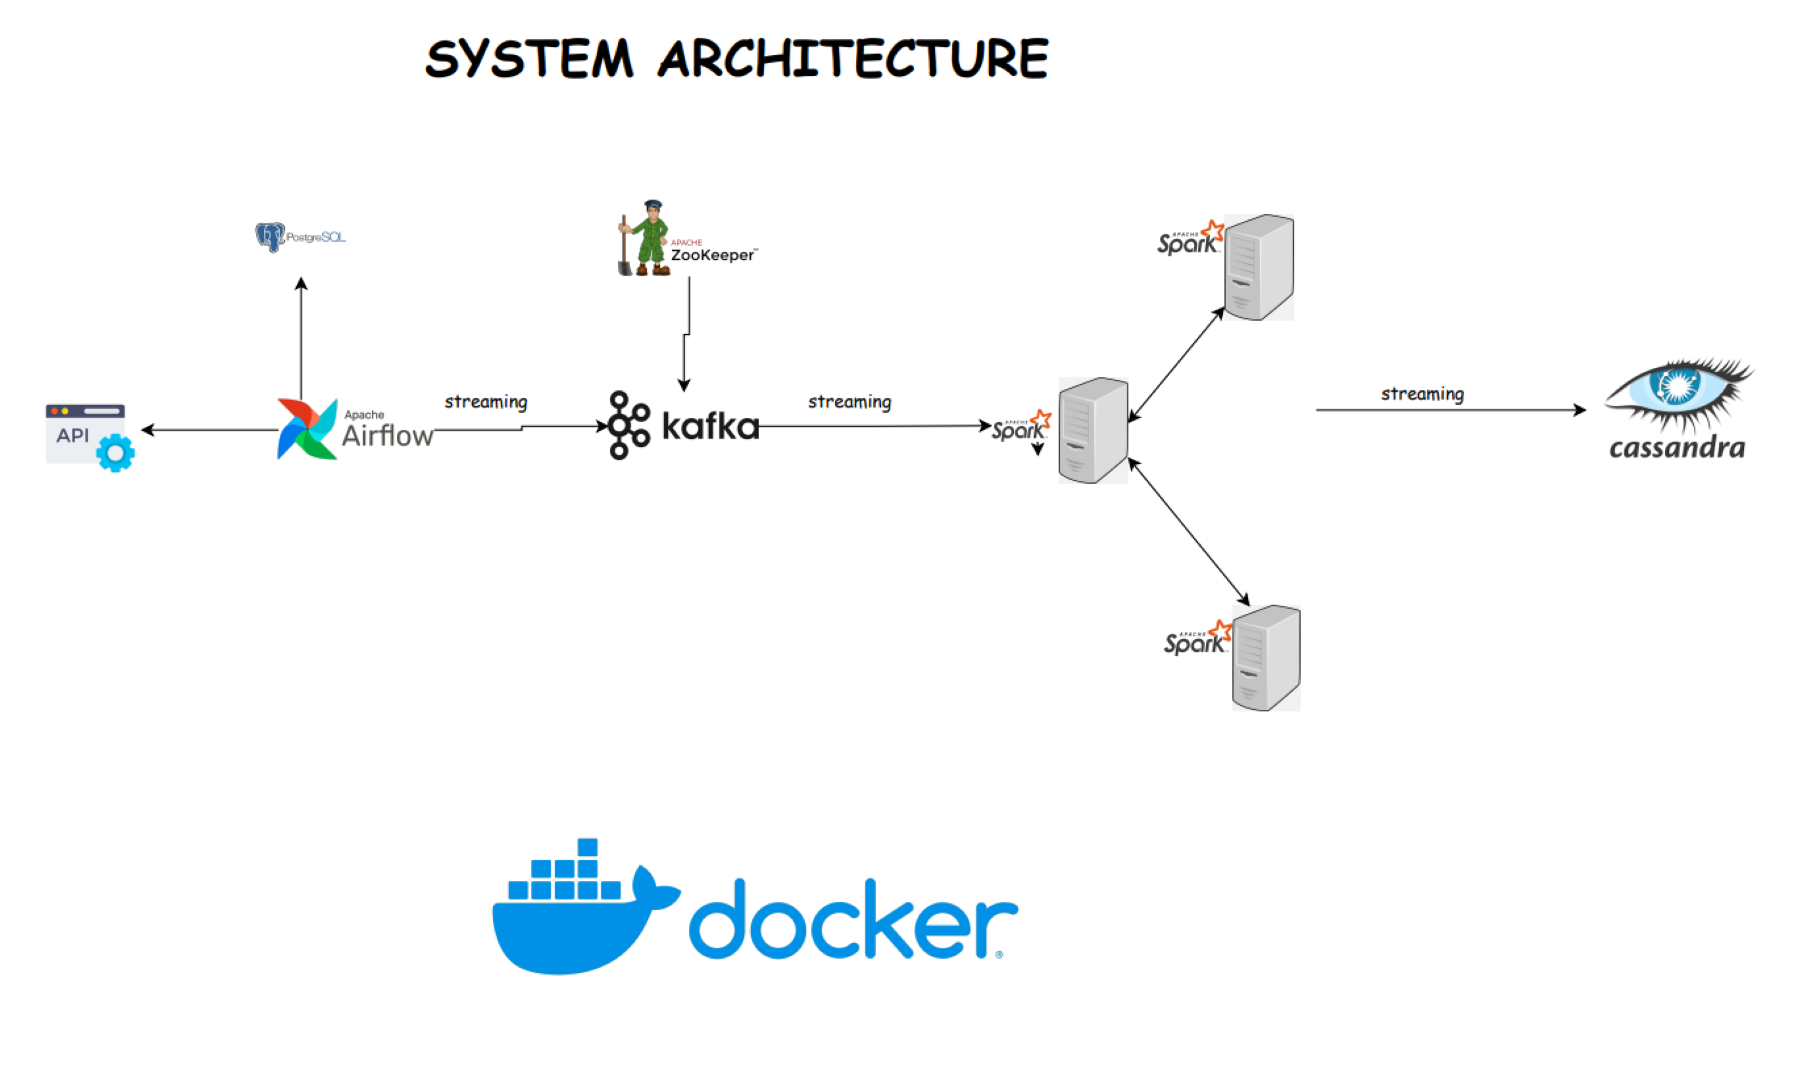 SYSTEM ARCHITECTURE
PostgreSQL
APACHE
ZooKeeper™
APACHE
Spark
API
Apache
Airflow
streaming
kafka
streaming
APACHE
Spark
streaming
cassandra
APACHE
Spark
docker®